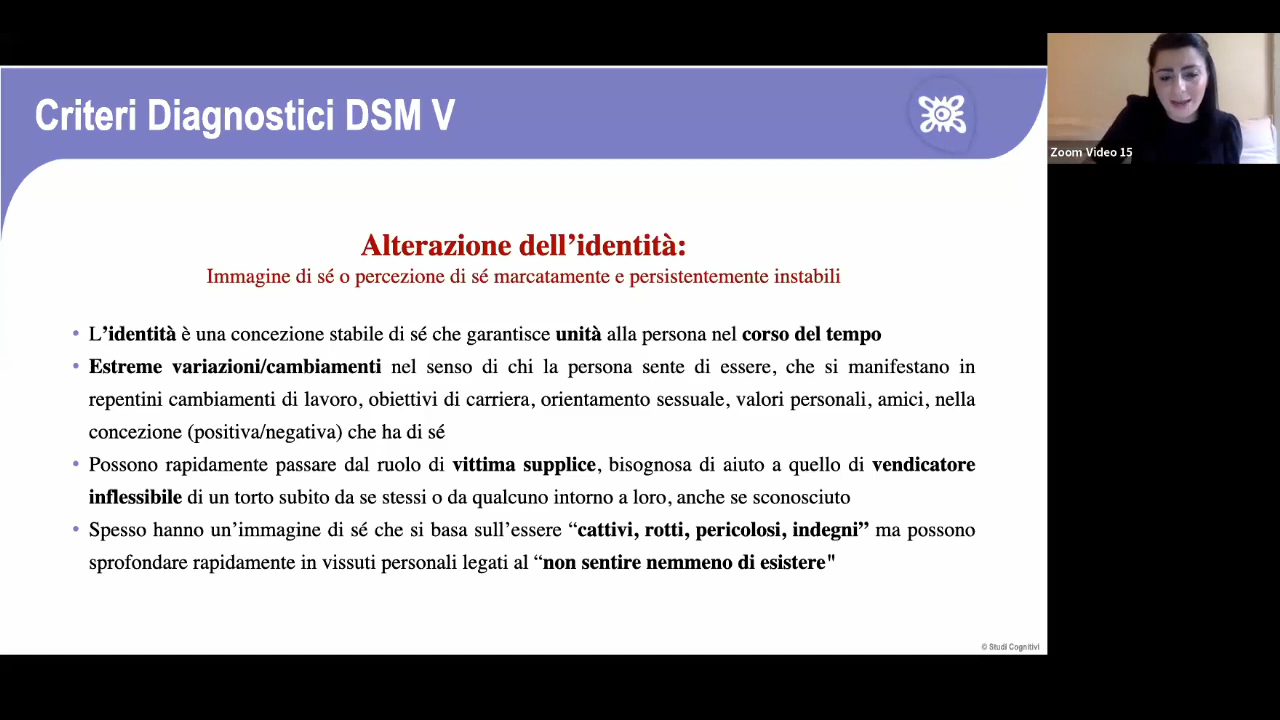 Criteri Diagnostici DSM V
Zoom Video 15
Alterazione dell’identità:
Immagine di sé o percezione di sé marcatamente e persistentemente instabili
• L’identità è una concezione stabile di sé che garantisce unità alla persona nel corso del tempo
• Estreme variazioni/cambiamenti nel senso di chi la persona sente di essere, che si manifestano in
repentini cambiamenti di lavoro, obiettivi di carriera, orientamento sessuale, valori personali, amici, nella
concezione (positiva/negativa) che ha di sé
• Possono rapidamente passare dal ruolo di vittima supplice, bisognosa di aiuto a quello di vendicatore
inflessibile di un torto subito da se stessi o da qualcuno intorno a loro, anche se sconosciuto
• Spesso hanno un’immagine di sé che si basa sull’essere “cattivi, rotti, pericolosi, indegni” ma possono
sprofondare rapidamente in vissuti personali legati al “non sentire nemmeno di esistere"
© Studi Cognitivi